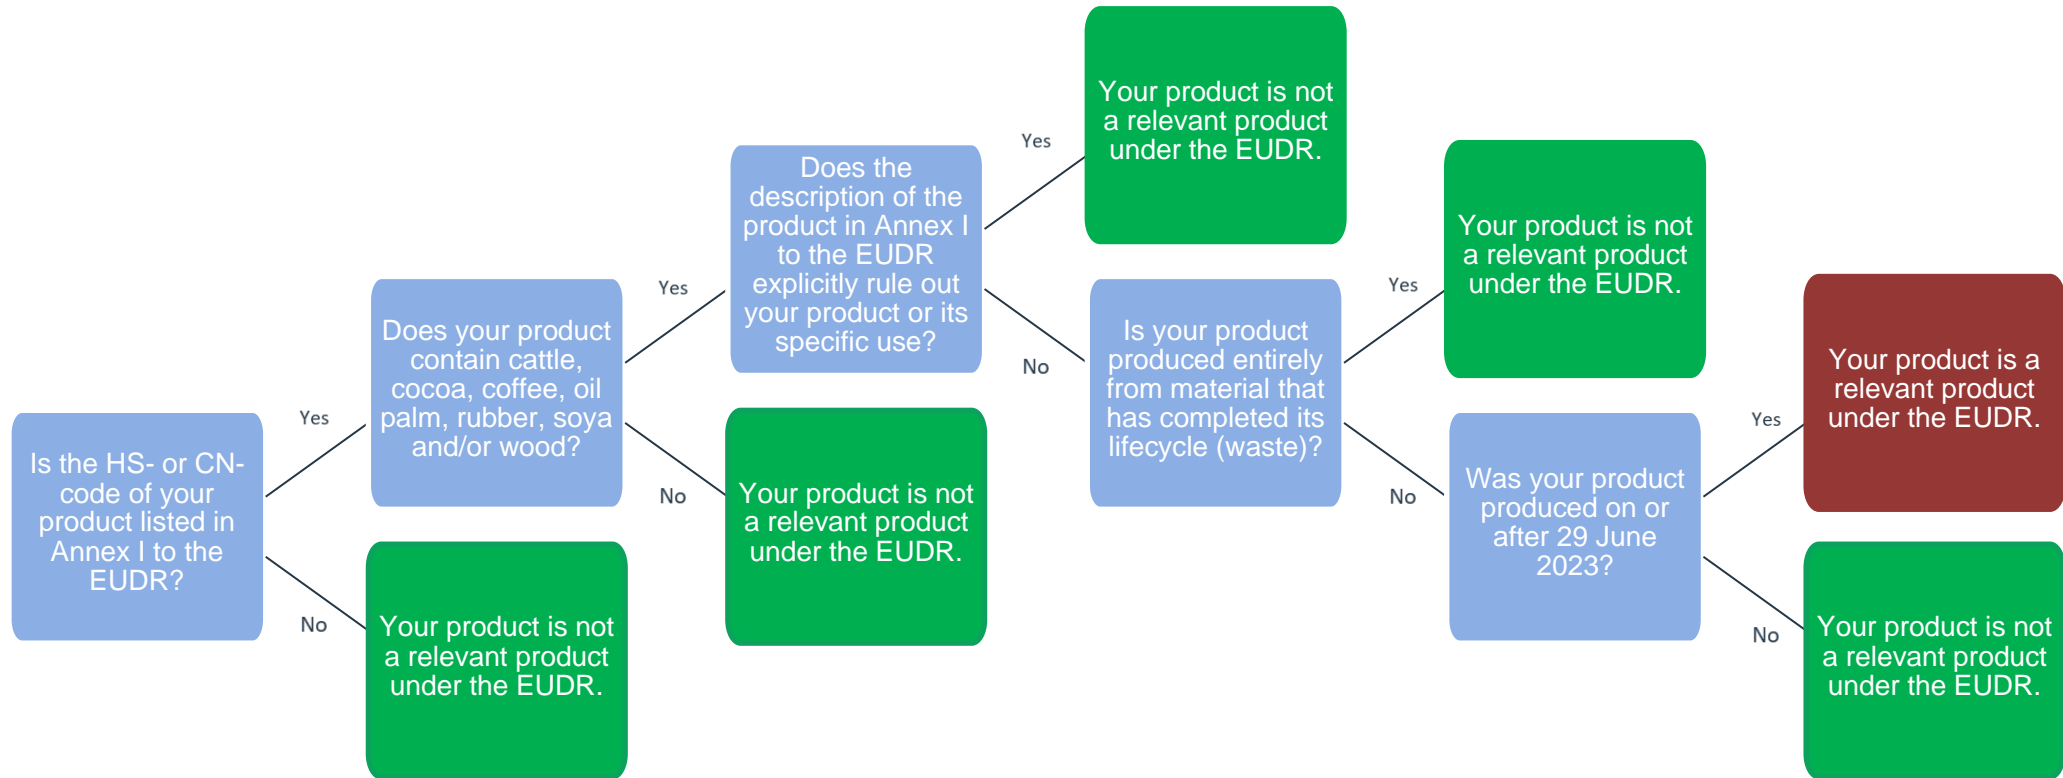 Is the HS- or CN-
code of your
product listed in
Annex I to the
EUDR?
Yes
No
Does your product
contain cattle,
cocoa, coffee, oil
palm, rubber, soya
and/or wood?
Your product is not
a relevant product
under the EUDR.
Yes
No
Does the
description of the
product in Annex I
to the EUDR
explicitly rule out
your product or its
specific use?
Your product is not
a relevant product
under the EUDR.
Yes
No
Your product is not
a relevant product
under the EUDR.
Is your product
produced entirely
from material that
has completed its
lifecycle (waste)?
Yes
No
Your product is not
a relevant product
under the EUDR.
Was your product
produced on or
after 29 June
2023?
Yes
No
Your product is a
relevant product
under the EUDR.
Your product is not
a relevant product
under the EUDR.